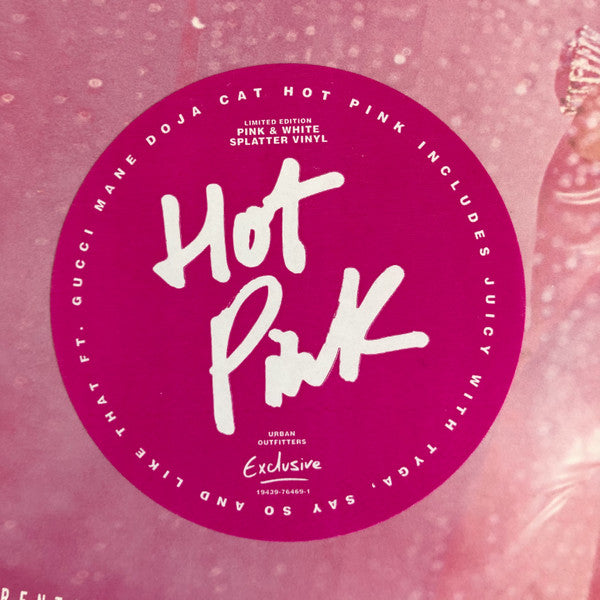 DOJA CAT HOT PINK INCLUDES JUICY WITH TYGA, SAY SO AND LIKE THAT FT. GUCCI MANE
LIMITED EDITION
PINK & WHITE
SPLATTER VINYL
Hot
Pink
URBAN
OUTFITTERS
Exclusive
19439-76469-1